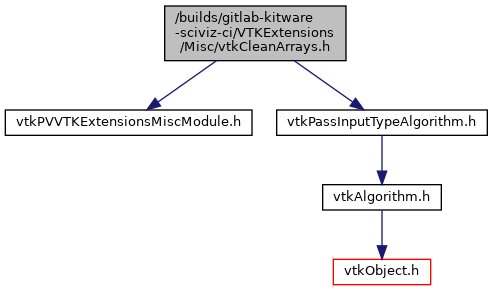 /builds/gitlab-kitware
-sciviz-ci/VTKExtensions
/Misc/vtkCleanArrays.h
vtkPVVTKExtensionsMiscModule.h
vtkPassInputTypeAlgorithm.h
vtkAlgorithm.h
vtkObject.h